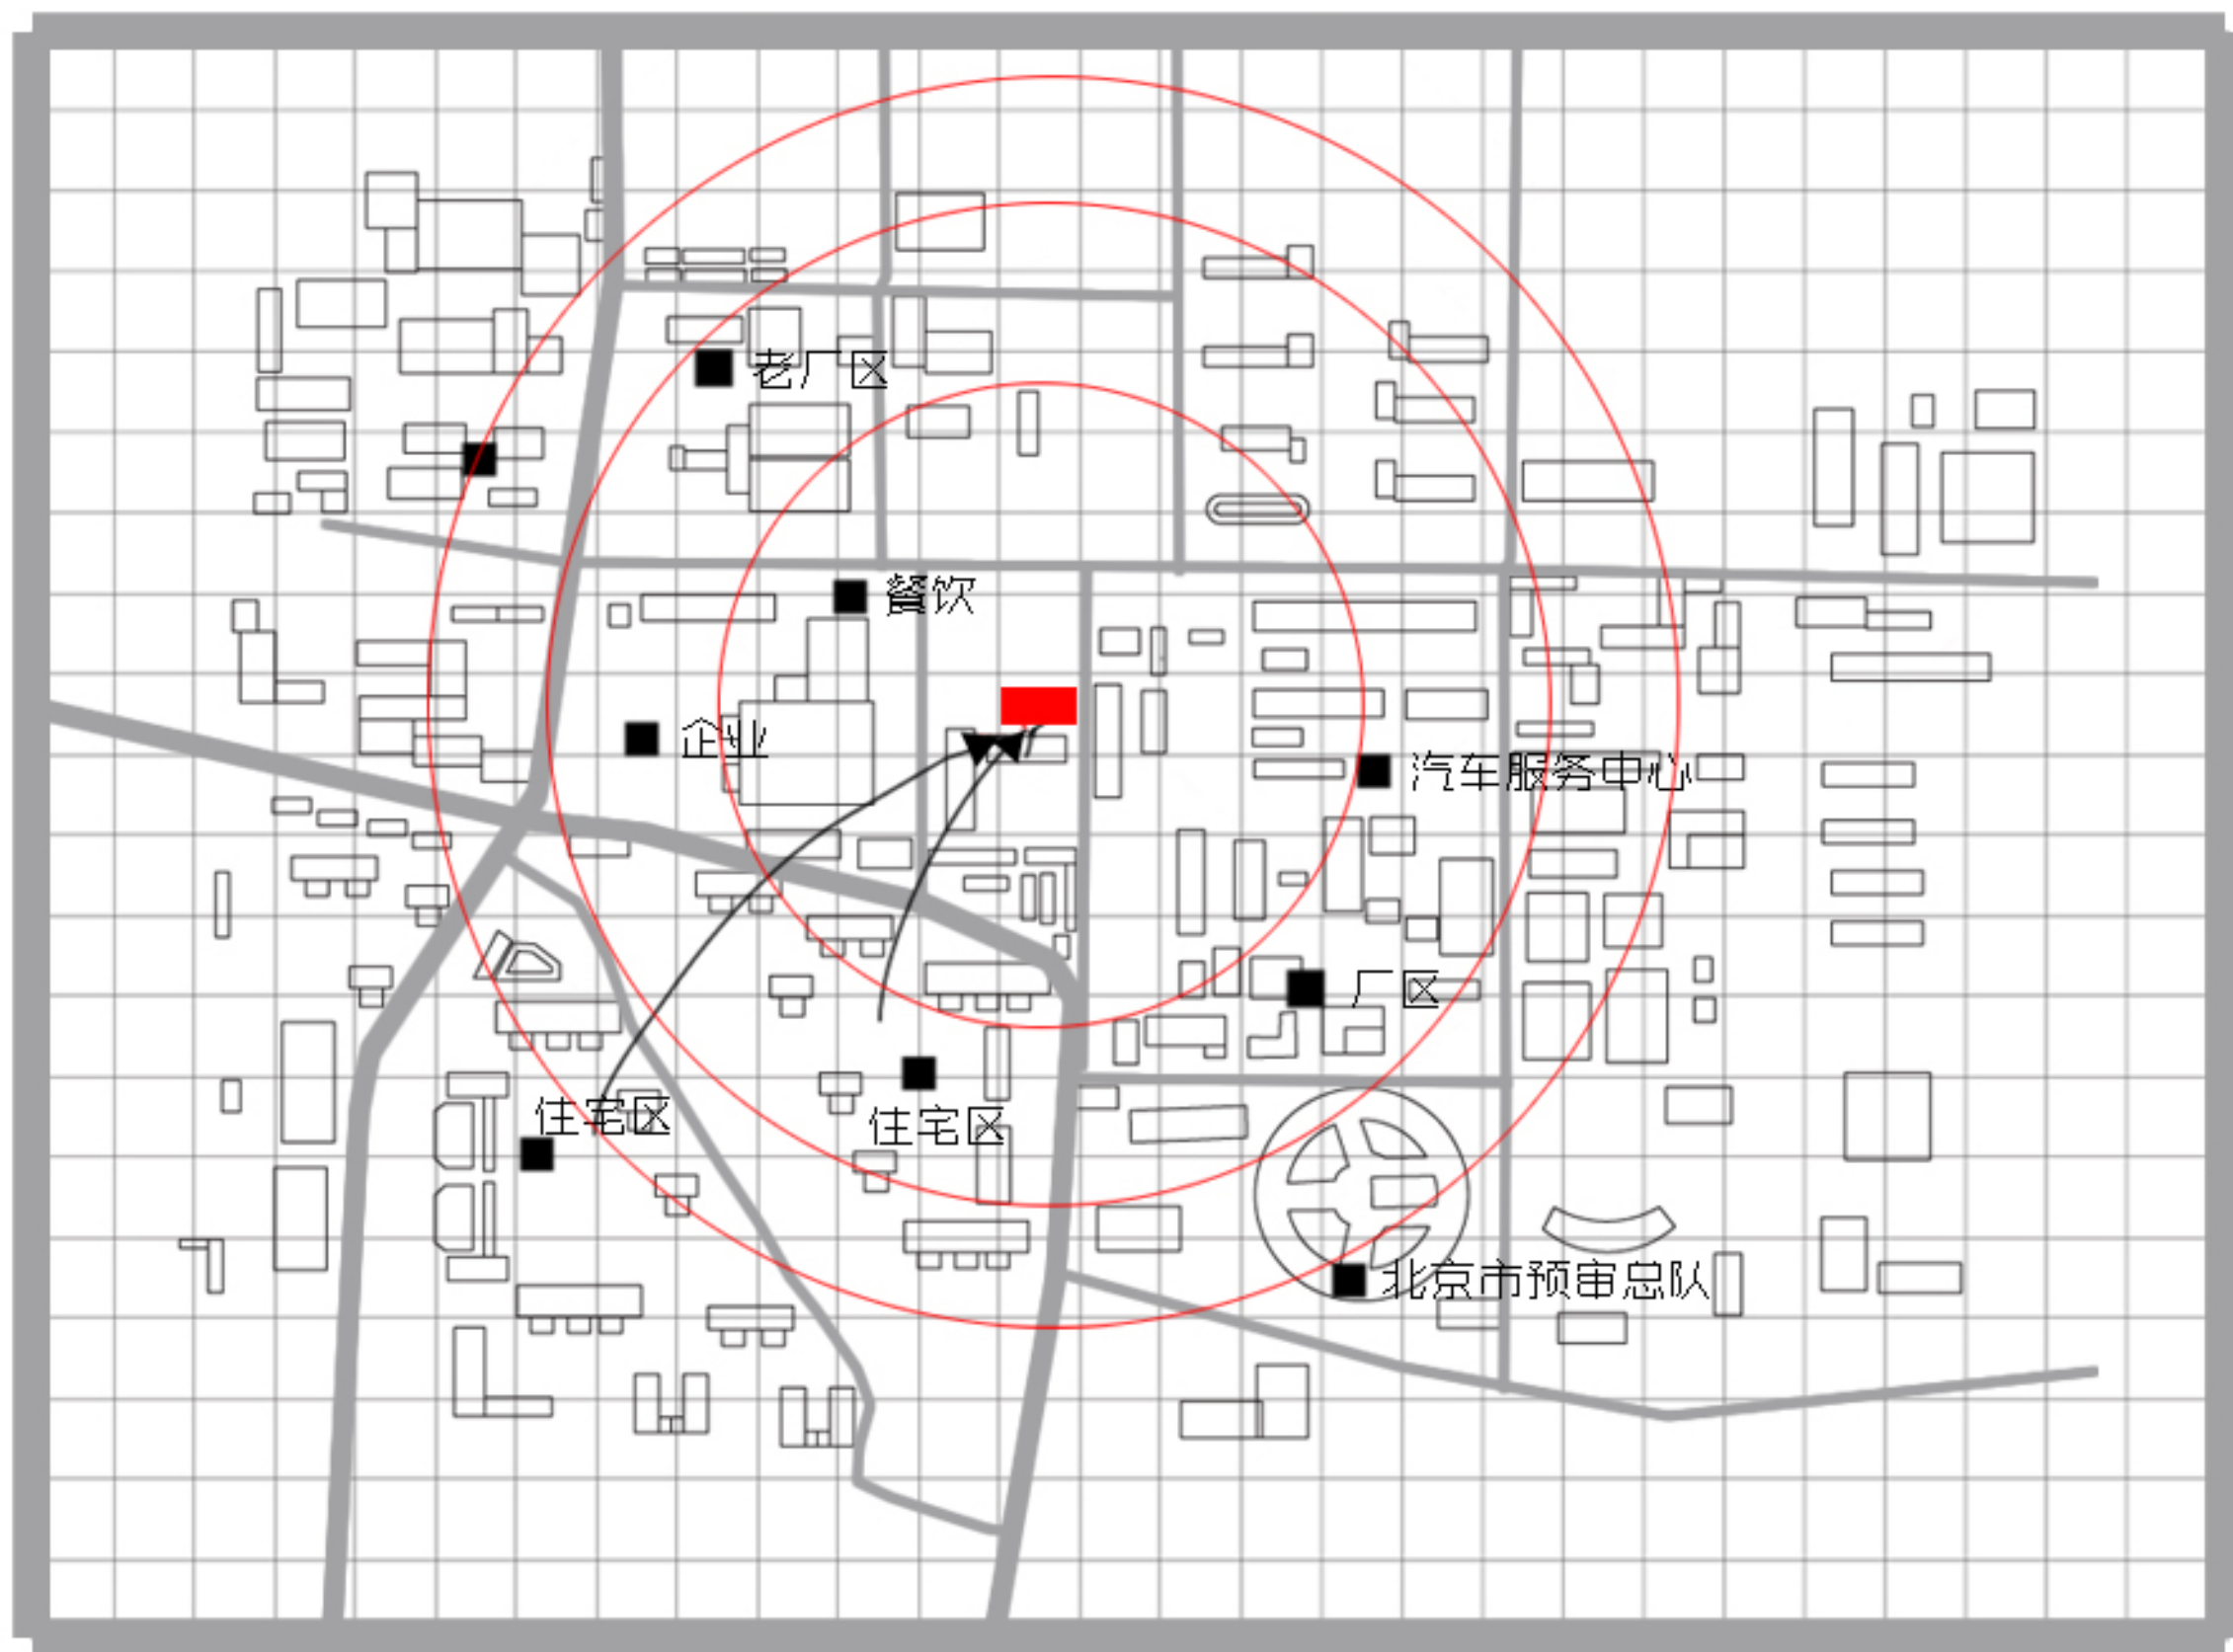 老厂区
餐饮
企业
汽车服务中心
厂区
住宅区
住宅区
北京市预审总队